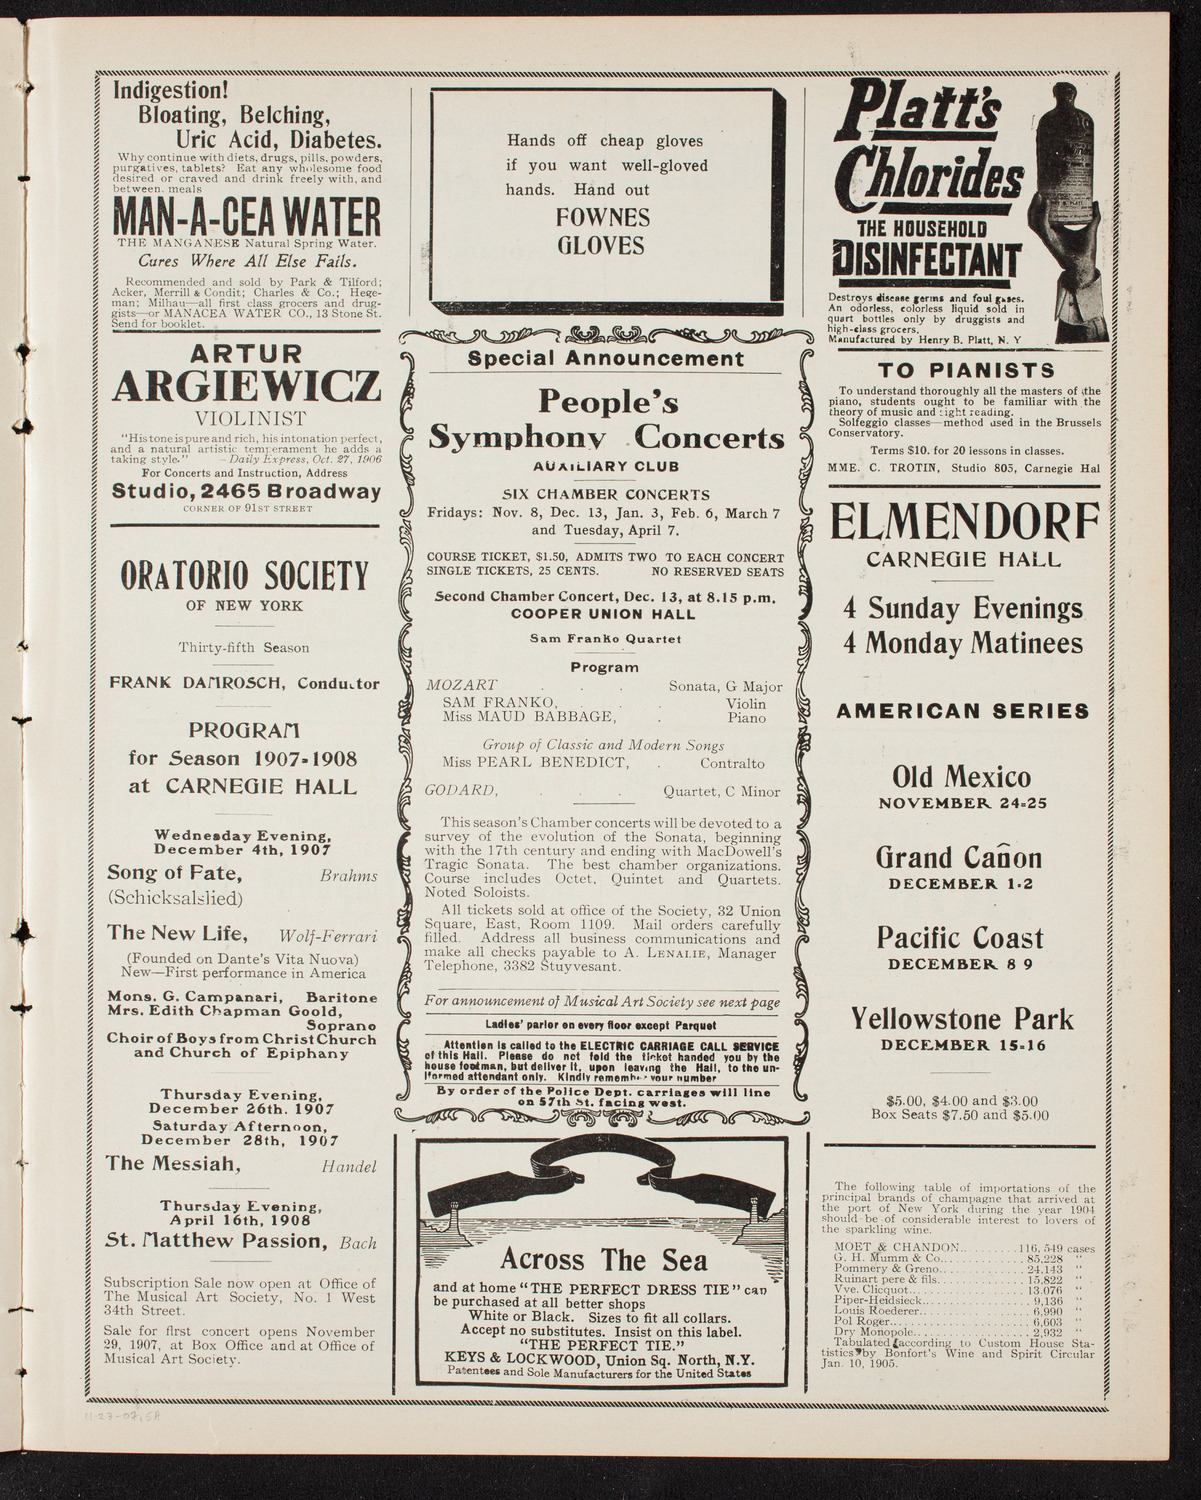 Indigestion!
Bloating, Belching,
Uric Acid, Diabetes.
Why continue with diets, drugs, pills, powders,
purgatives, tablets? Eat any wholesome food
desired or craved and drink freely with, and
between. meals
MAN-A-CEA WATER
THE MANGANESE Natural Spring Water.
Cures Where All Else Fails.
Recommended and sold by Park & Tilford;
Acker, Merrill & Condit; Charles & Co.; Hege-
man; Milhau—all first class grocers and drug-
gists—or MANACEA WATER CO., 13 Stone St.
Send for booklet.
ARTUR
ARGIEWICZ
VIOLINIST
"His tone is pure and rich, his intonation perfect,
and a natural artistic temperament he adds a
taking style." —Daily Express, Oct. 27, 1906
For Concerts and Instruction, Address
Studio, 2465 Broadway
CORNER OF 91ST STREET
ORATORIO SOCIETY
OF NEW YORK
Thirty-fifth Season
FRANK DAMROSCH, Conductor
PROGRAM
for Season 1907-1908
at CARNEGIE HALL
Wednesday Evening,
December 4th, 1907
Song of Fate, Brahms
(Schicksalslied)
The New Life, Wolf-Ferrari
(Founded on Dante's Vita Nuova)
New—First performance in America
Mons. G. Campanari, Baritone
Mrs. Edith Chapman Goold,
Soprano
Choir of Boys from Christ Church
and Church of Epiphany
Thursday Evening,
December 26th. 1907
Saturday Afternoon,
December 28th, 1907
The Messiah, Handel
Thursday Evening,
April 16th, 1908
St. Matthew Passion, Bach
Subscription Sale now open at Office of
The Musical Art Society, No. 1 West
34th Street.
Sale for first concert opens November
29, 1907, at Box Office and at Office of
Musical Art Society.
11-23-07,5A
Hands off cheap gloves
if you want well-gloved
hands. Hand out
FOWNES
GLOVES
Special Announcement
People's
Symphony Concerts
AUXILIARY CLUB
SIX CHAMBER CONCERTS
Fridays: Nov. 8, Dec. 13, Jan. 3, Feb. 6, March 7
and Tuesday, April 7.
COURSE TICKET, $1.50, ADMITS TWO TO EACH CONCERT
SINGLE TICKETS, 25 CENTS. NO RESERVED SEATS
Second Chamber Concert, Dec. 13, at 8.15 p.m.
COOPER UNION HALL
Sam Franko Quartet
Program
MOZART . . . Sonata, G Major
SAM FRANKO, . . . Violin
Miss MAUD BABBAGE, . Piano
Group of Classic and Modern Songs
Miss PEARL BENEDICT, . Contralto
GODARD, . . . Quartet, C Minor
This season's Chamber concerts will be devoted to a
survey of the evolution of the Sonata, beginning
with the 17th century and ending with MacDowell's
Tragic Sonata. The best chamber organizations.
Course includes Octet, Quintet and Quartets.
Noted Soloists.
All tickets sold at office of the Society, 32 Union
Square, East, Room 1109. Mail orders carefully
filled. Address all business communications and
make all checks payable to A. LENALIE, Manager
Telephone, 3382 Stuyvesant.
For announcement of Musical Art Society see next page
Ladies' parlor on every floor except Parquet
Attention is called to the ELECTRIC CARRIAGE CALL SERVICE
of this Hall. Please do not fold the ticket handed you by the
house footman, but deliver it, upon leaving the Hall, to the un-
iformed attendant only. Kindly remember your number
By order of the Police Dept. carriages will line
on 57th St. facing west.
Across The Sea
and at home "THE PERFECT DRESS TIE" can
be purchased at all better shops
White or Black. Sizes to fit all collars.
Accept no substitutes. Insist on this label.
"THE PERFECT TIE."
KEYS & LOCKWOOD, Union Sq. North, N.Y.
Patentees and Sole Manufacturers for the United States
Platt's
Chlorides
THE HOUSEHOLD
DISINFECTANT
Destroys disease germs and foul gases.
An odorless, colorless liquid sold in
quart bottles only by druggists and
high-class grocers.
Manufactured by Henry B. Platt, N. Y
TO PIANISTS
To understand thoroughly all the masters of the
piano, students ought to be familiar with the
theory of music and sight reading.
Solfeggio classes—method used in the Brussels
Conservatory.
Terms $10. for 20 lessons in classes.
MME. C. TROTIN, Studio 805, Carnegie Hal
ELMENDORF
CARNEGIE HALL
4 Sunday Evenings
4 Monday Matinees
AMERICAN SERIES
Old Mexico
NOVEMBER 24-25
Grand Cañon
DECEMBER 1-2
Pacific Coast
DECEMBER 8 9
Yellowstone Park
DECEMBER 15-16
$5.00, $4.00 and $3.00
Box Seats $7.50 and $5.00
The following table of importations of the
principal brands of champagne that arrived at
the port of New York during the year 1904
should be of considerable interest to lovers of
the sparkling wine.
MOET & CHANDON.........116,549 cases
G. H. Mumm & Co............ 85,228 "
Pommery & Greno............ 24,143 "
Ruinart pere & fils............ 15,822 "
Vve. Clicquot............ 13.076 "
Piper-Heidsieck............ 9,136 "
Louis Roederer............ 6,990 "
Pol Roger............ 6,603 "
Dry Monopole............ 2,932 "
Tabulated according to Custom House Sta-
tistics by Bonfort's Wine and Spirit Circular
Jan. 10, 1905.